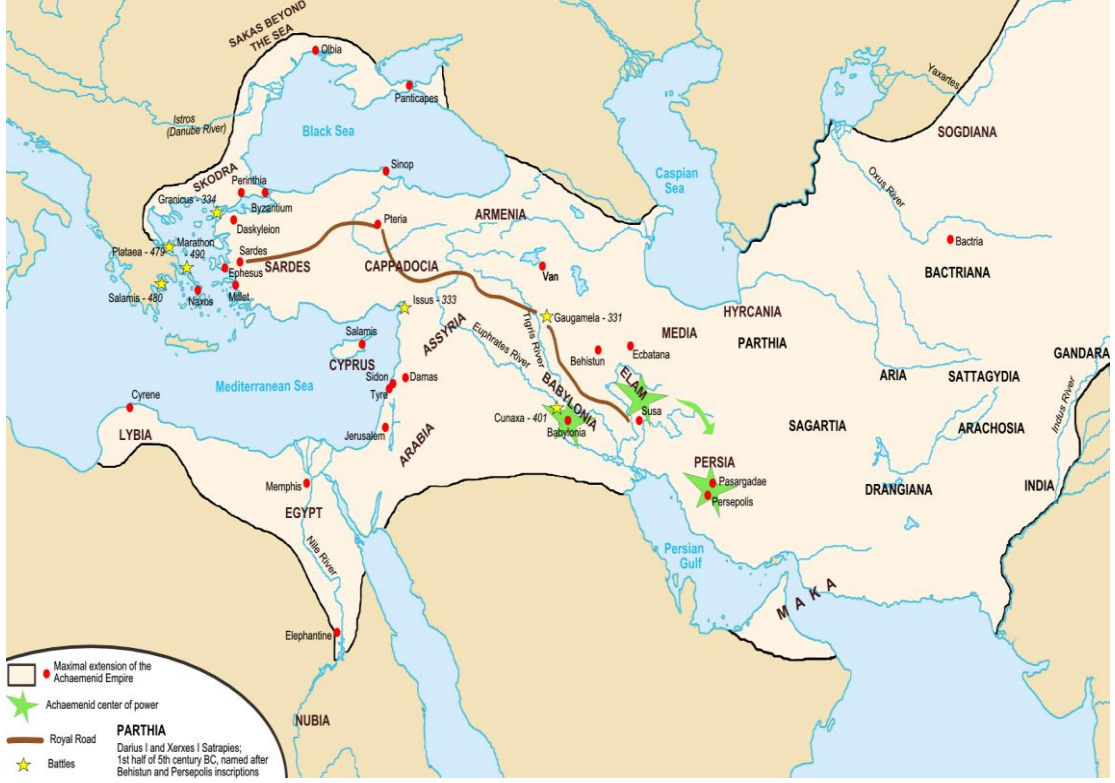 SAKAS BEYOND
THE SEA
Olbia
Panticapes
Istros
(Danube River)
Black Sea
Caspian
Sea
Yaxartes
SOGDIANA
Oxus River
SKODRA
Perinthia
Sinop
Granicus - 334
Byzantium
Daskyleion
Pteria
ARMENIA
Bactria
BACTRIANA
Marathon
- 490
Plataea - 479
Sardes
SARDES
CAPPADOCIA
Ephesus
Van
Salamis - 480
Naxos
Millet
Issus - 333
Gaugamela - 331
HYRCANIA
MEDIA
PARTHIA
ASSYRIA
Euphrates River
Tigris River
Salamis
CYPRUS
Behistun
Ecbatana
GANDARA
Mediterranean Sea
Sidon
Damas
Tyre
ELAM
ARIA
SATTAGYDIA
Indus River
Cyrene
BABYLONIA
Cunaxa - 401
Babylonia
Susa
SAGARTIA
ARACHOSIA
LYBIA
Jerusalem
ARABIA
PERSIA
Memphis
Pasargadae
Persepolis
DRANGIANA
INDIA
EGYPT
Nile River
Persian
Gulf
MAKA
Elephantine
NUBIA
Maximal extension of the
Achaemenid Empire
Achaemenid center of power
Royal Road
Battles
PARTHIA
Darius I and Xerxes I Satrapies;
1st half of 5th century BC, named after
Behistun and Persepolis inscriptions